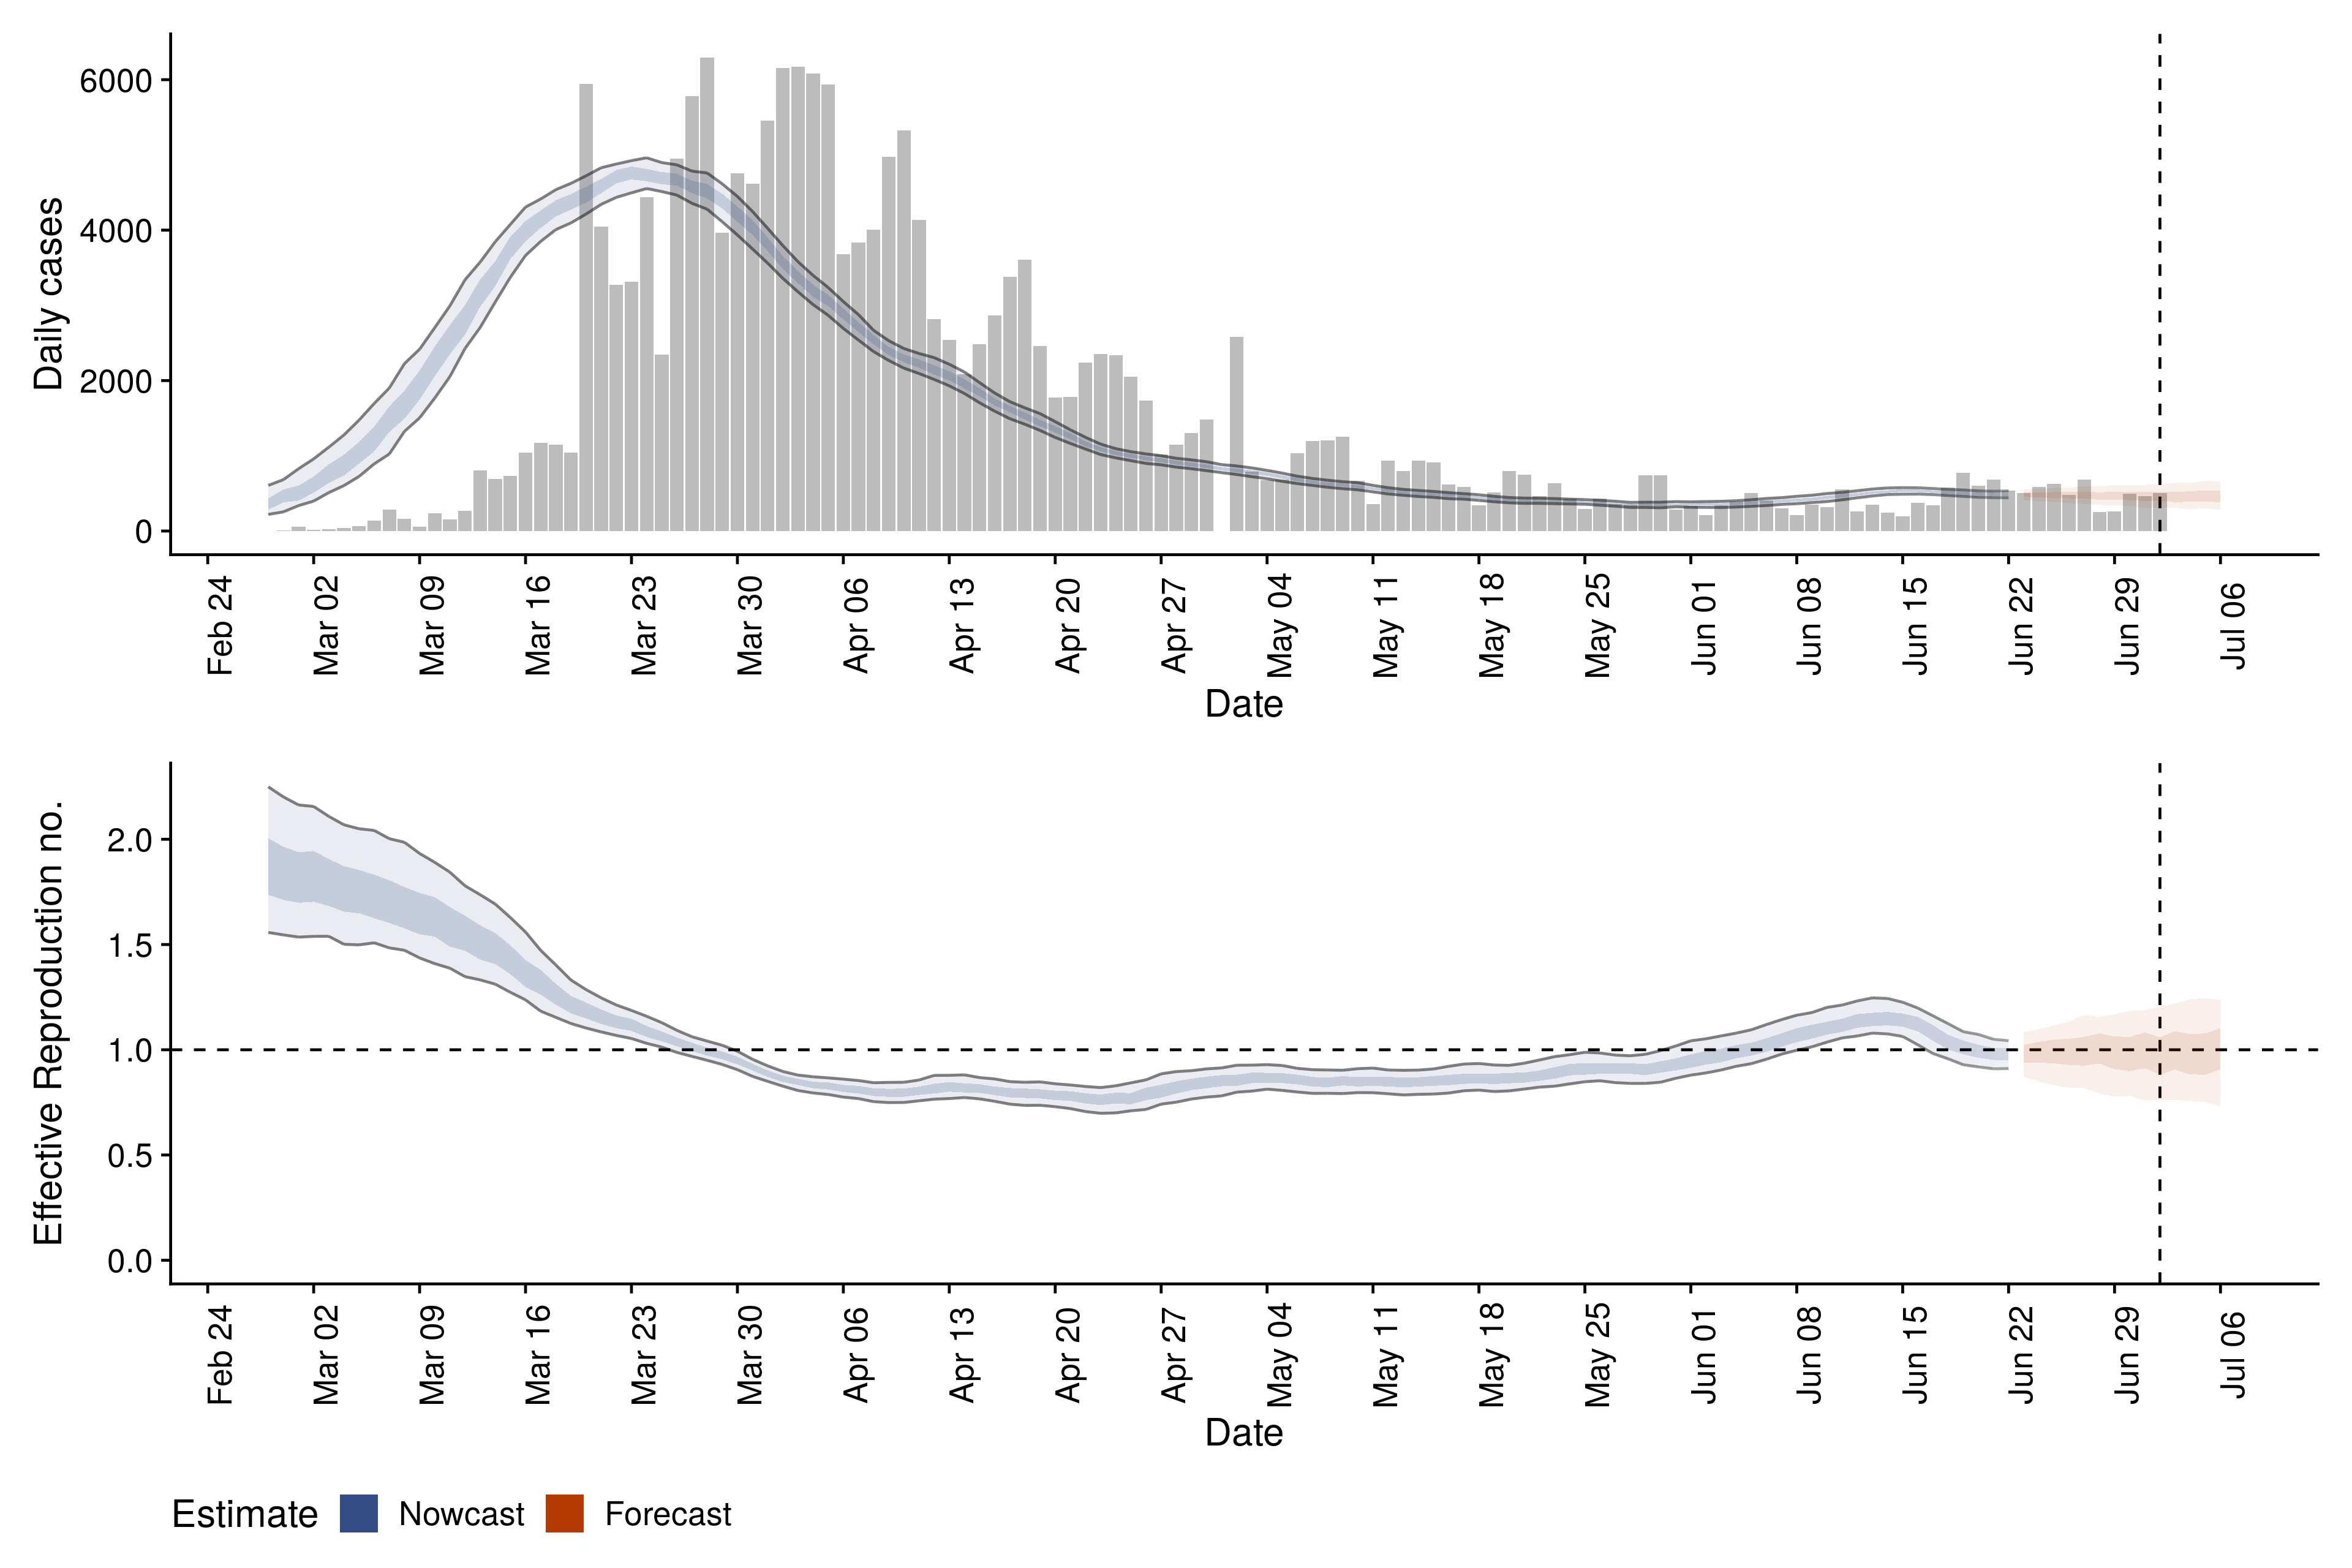 Daily cases
6000
4000
2000
0
Feb 24
Mar 02
Mar 09
Mar 16
Mar 23
Mar 30
Apr 06
Apr 13
Apr 20
Apr 27
May 04
May 11
May 18
May 25
Jun 01
Jun 08
Jun 15
Jun 22
Jun 29
Jul 06
Date
Effective Reproduction no.
2.0
1.5
1.0
0.5
0.0
Feb 24
Mar 02
Mar 09
Mar 16
Mar 23
Mar 30
Apr 06
Apr 13
Apr 20
Apr 27
May 04
May 11
May 18
May 25
Jun 01
Jun 08
Jun 15
Jun 22
Jun 29
Jul 06
Date
Estimate Nowcast Forecast